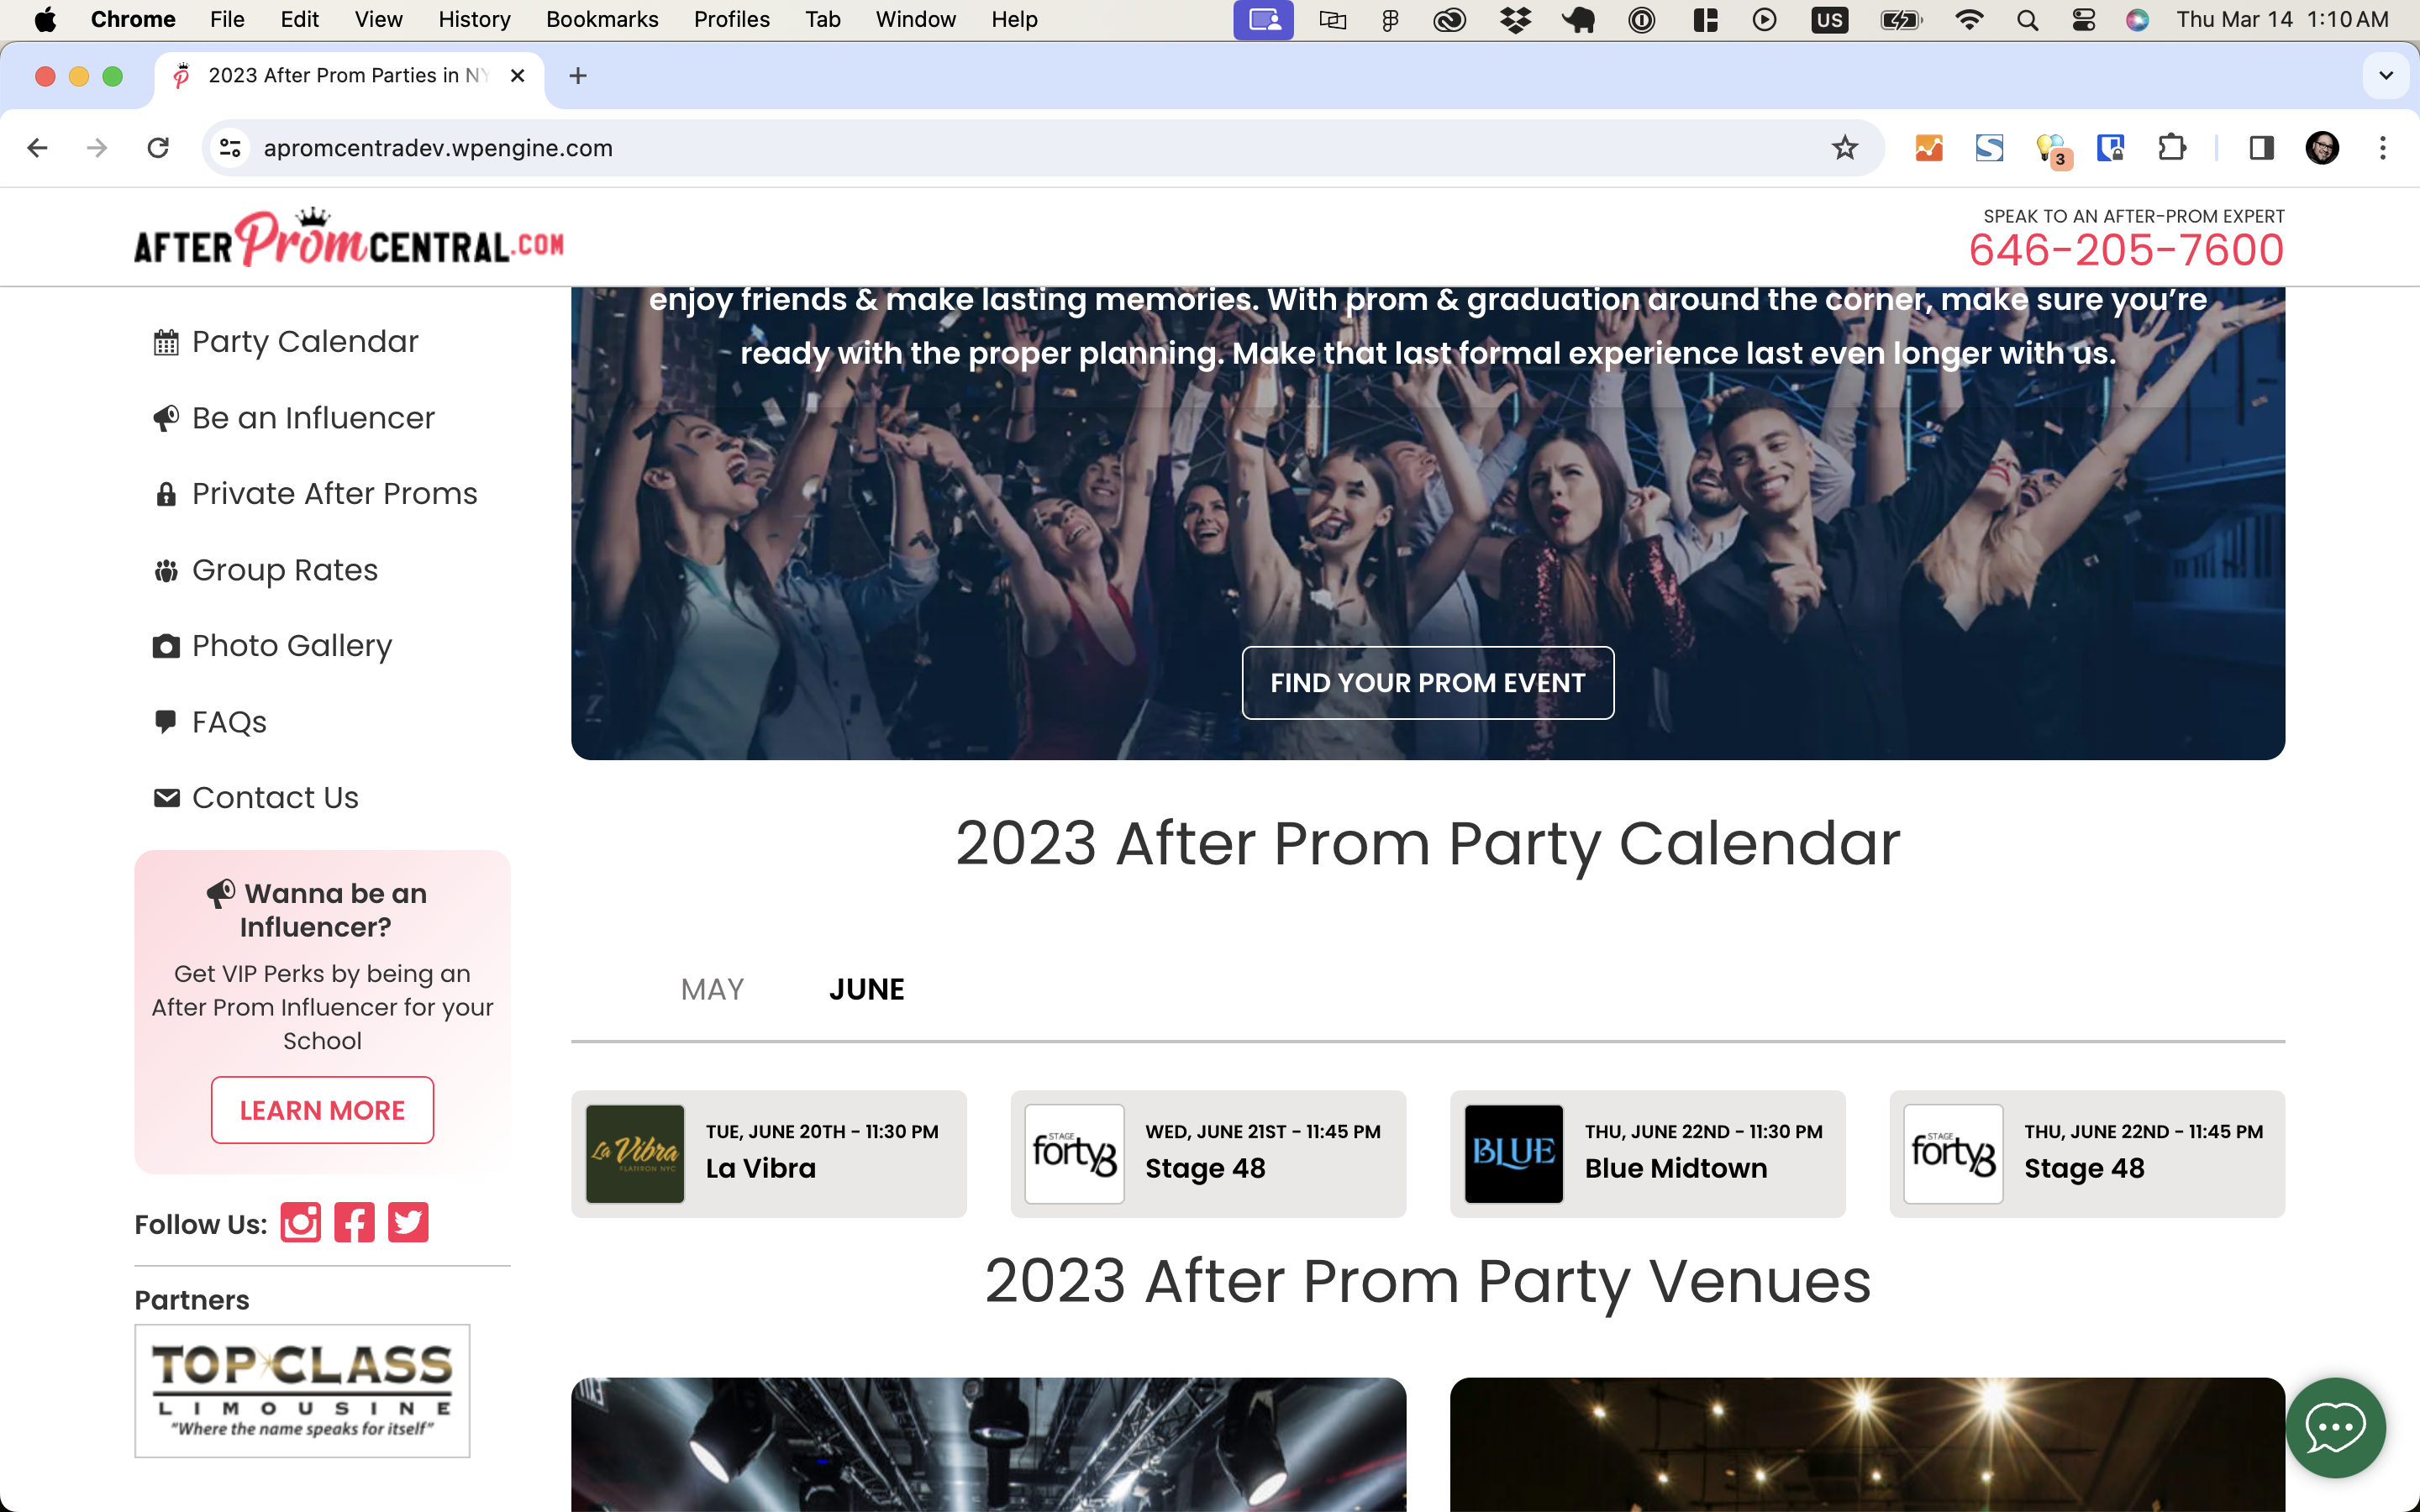 Chrome File Edit View History Bookmarks Profiles Tab Window Help US Thu Mar 14 1:10 AM
2023 After Prom Parties in NY
apromcentradev.wpengine.com
3
AFTER Prom CENTRAL.COM
SPEAK TO AN AFTER-PROM EXPERT
646-205-7600
Party Calendar
Be an Influencer
Private After Proms
Group Rates
Photo Gallery
FAQs
Contact Us
Wanna be an
Influencer?
Get VIP Perks by being an
After Prom Influencer for your
School
LEARN MORE
Follow Us:
Partners
TOP CLASS
LIMOUSINE
"Where the name speaks for itself"
enjoy friends & make lasting memories. With prom & graduation around the corner, make sure you're
ready with the proper planning. Make that last formal experience last even longer with us.
FIND YOUR PROM EVENT
2023 After Prom Party Calendar
MAY JUNE
La Vibra
FLATIRON NYC
TUE, JUNE 20TH - 11:30 PM
La Vibra
STAGE
forty8
WED, JUNE 21ST - 11:45 PM
Stage 48
BLUE
THU, JUNE 22ND - 11:30 PM
Blue Midtown
STAGE
forty8
THU, JUNE 22ND - 11:45 PM
Stage 48
2023 After Prom Party Venues